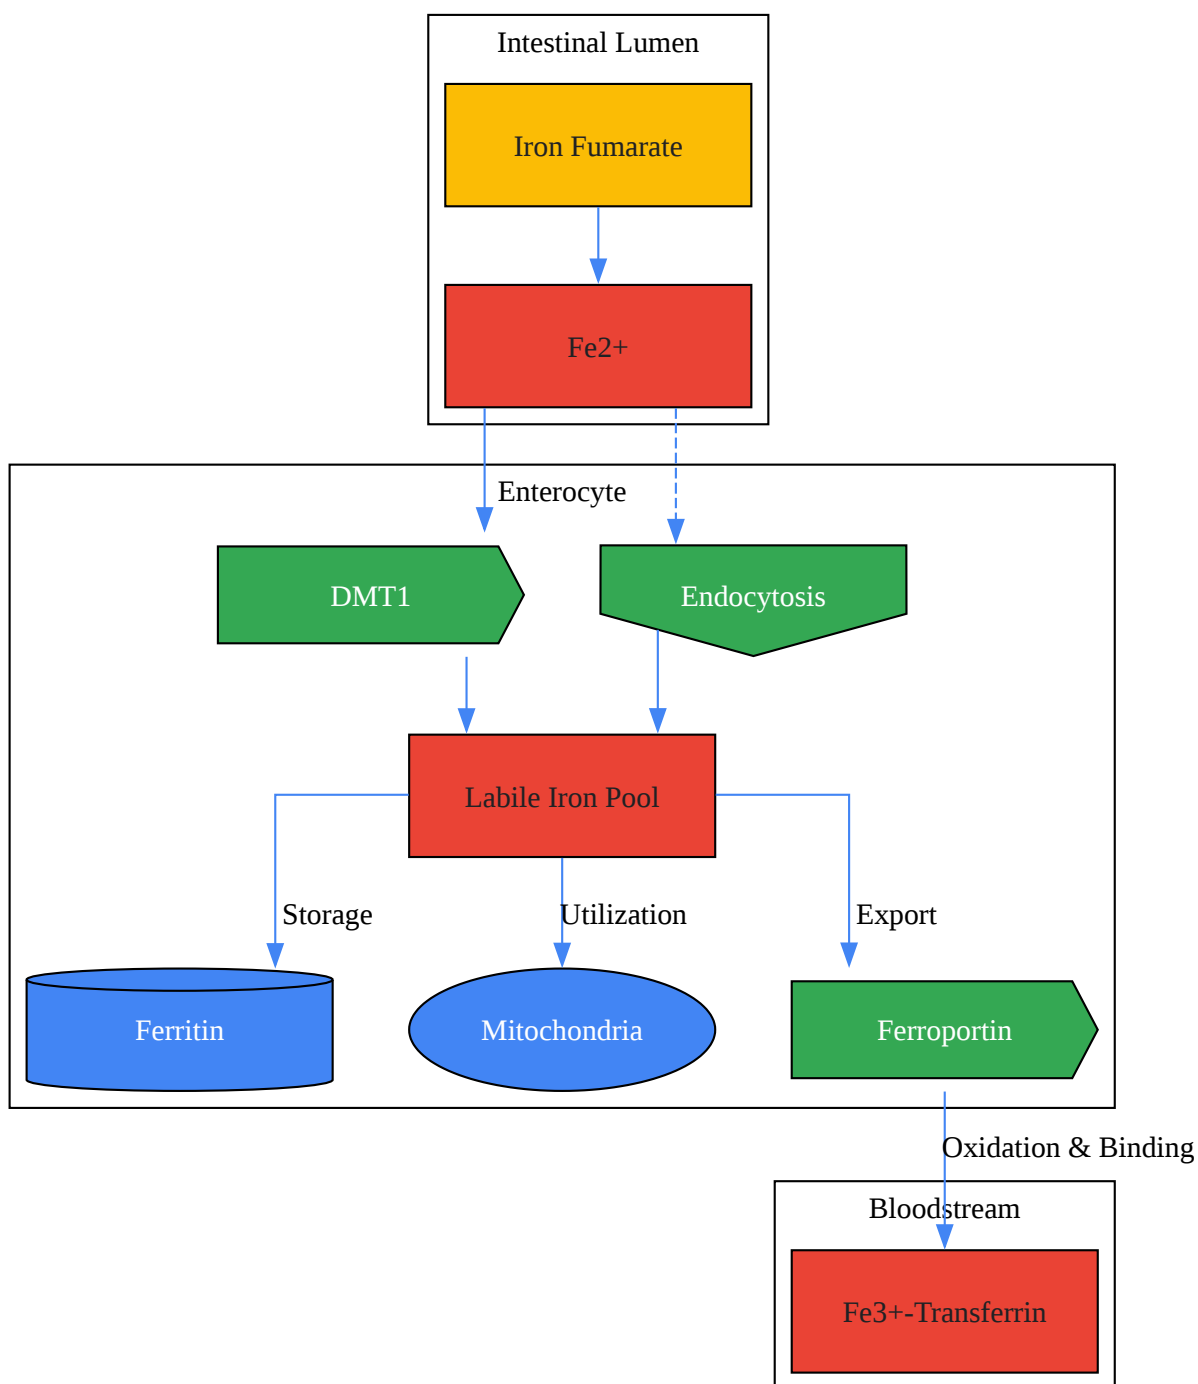 Intestinal Lumen
Iron Fumarate
Fe2+
Enterocyte
DMT1
Endocytosis
Labile Iron Pool
Storage
Utilization
Export
Ferritin
Mitochondria
Ferroportin
Oxidation & Binding
Bloodstream
Fe3+-Transferrin